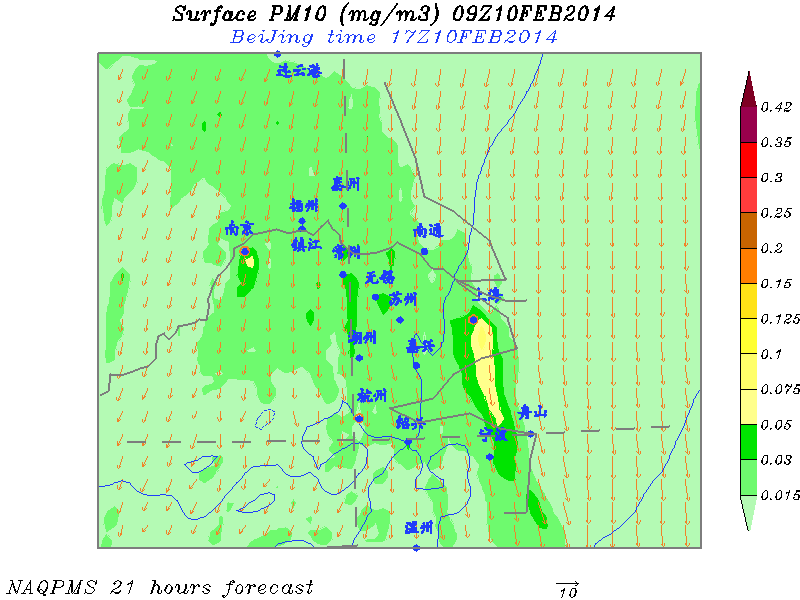 Surface PM10 (mg/m3) 09Z10FEB2014
BeiJing time 17Z10FEB2014
连云港
0.42
0.35
0.3
0.25
0.2
0.15
0.125
0.1
0.075
0.05
0.03
0.015
泰州
扬州
南京
南通
镇江
常州
无锡
苏州
上海
湖州
嘉兴
杭州
绍兴
舟山
宁波
温州
NAQPMS 21 hours forecast
10